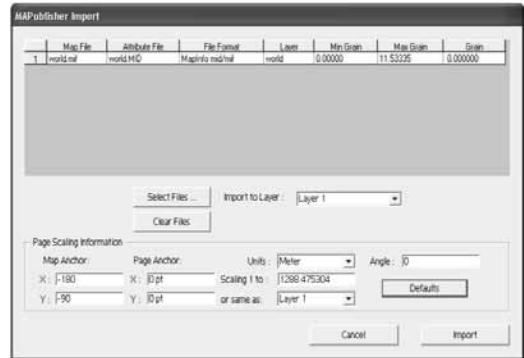 MAPublisher Import
Map File Attribute File File Format Layer Min Grain Max Grain Grain
1 world.mif world.MID MapInfo mid/mif world 0.00000 11.53335 0.000000
Select Files ... Import to Layer : Layer 1
Clear Files
Page Scaling Information
Map Anchor: Page Anchor: Units : Meter Angle : 0
X : -180 X : 0 pt Scaling 1 to : 1288.475304 Defaults
Y : -90 Y : 0 pt or same as: Layer 1
Cancel Import